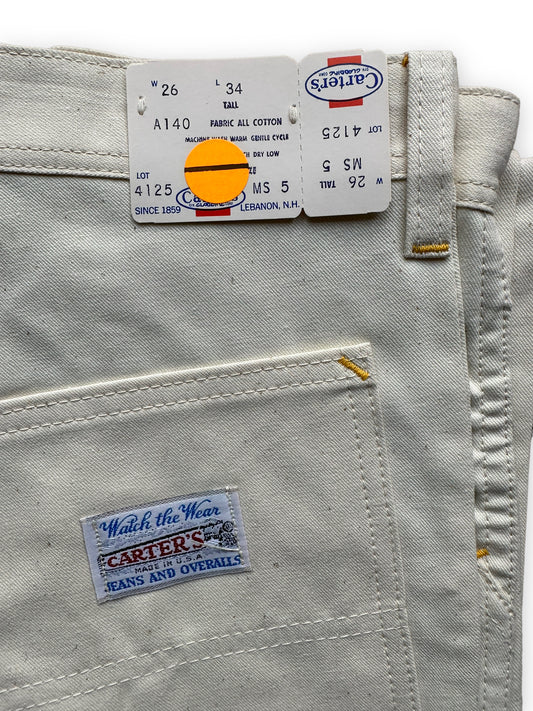 W 26 L 34
TALL
A140 FABRIC ALL COTTON
MACHINE WASH WARM GENTLE CYCLE
DRY LOW
LOT
4125 MS 5
SINCE 1859 LEBANON, N.H.
Carter's
LOT 4125
MS 5
TALL
W 26
Watch the Wear
CARTER'S
MADE IN U.S.A
JEANS AND OVERALLS